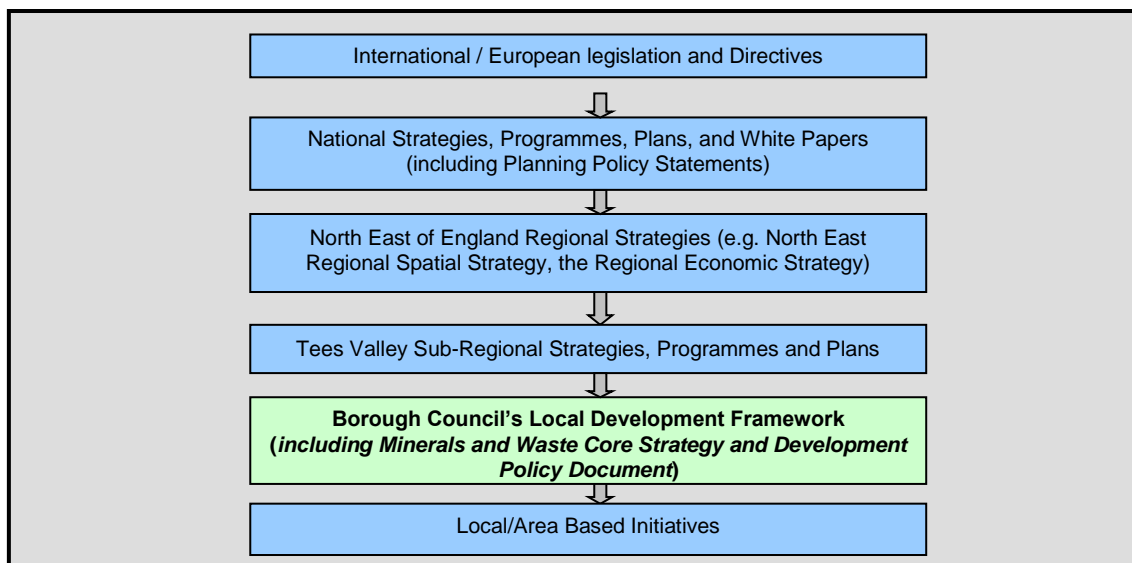 International / European legislation and Directives
National Strategies, Programmes, Plans, and White Papers
(including Planning Policy Statements)
North East of England Regional Strategies (e.g. North East
Regional Spatial Strategy, the Regional Economic Strategy)
Tees Valley Sub-Regional Strategies, Programmes and Plans
Borough Council’s Local Development Framework
(including Minerals and Waste Core Strategy and Development
Policy Document)
Local/Area Based Initiatives